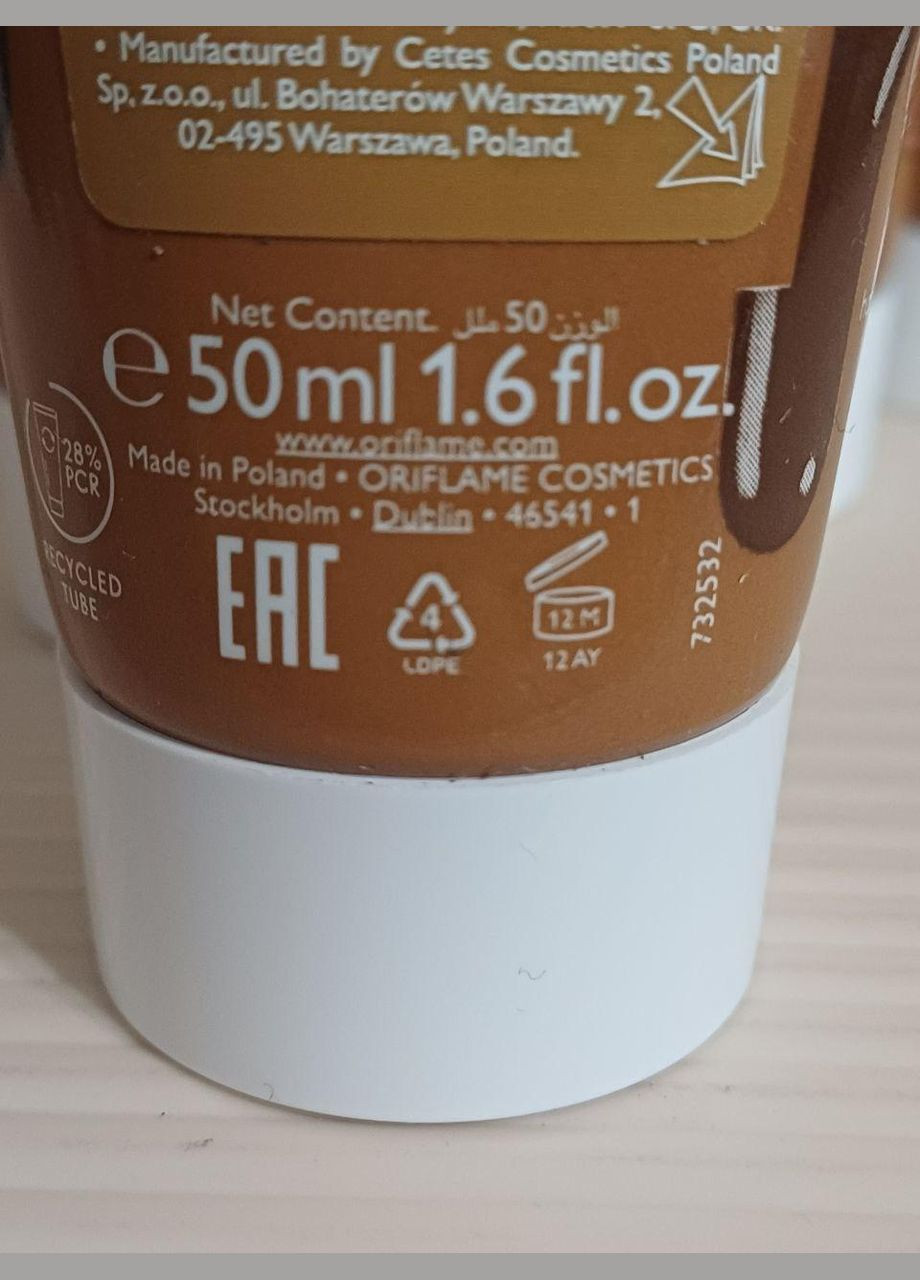 • Manufactured by Cetes Cosmetics Poland
Sp. z.o.o., ul. Bohaterów Warszawy 2,
02-495 Warszawa, Poland.
Net Content. الوزن 50 ملل
e 50 ml 1.6 fl. oz.
www.oriflame.com
Made in Poland • ORIFLAME COSMETICS
Stockholm • Dublin • 46541 • 1
28%
PCR
RECYCLED
TUBE
EAC
4
LDPE
12 M
12 AY
732532